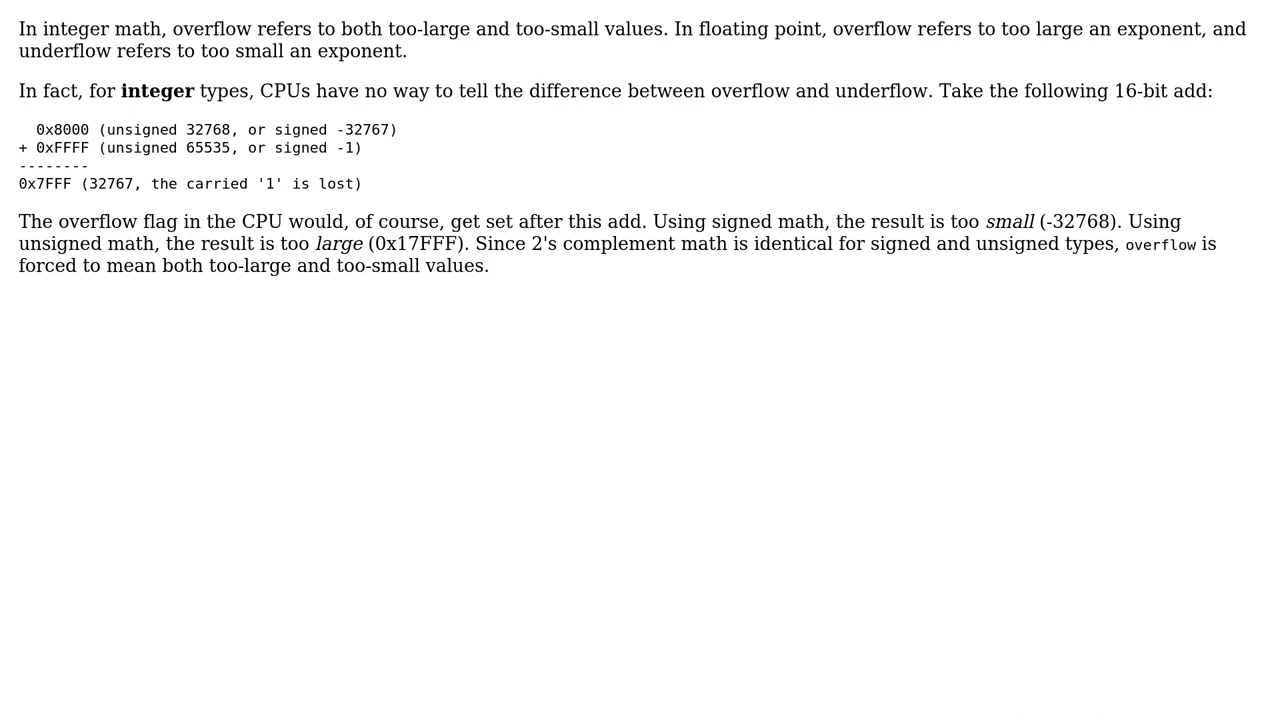 In integer math, overflow refers to both too-large and too-small values. In floating point, overflow refers to too large an exponent, and
underflow refers to too small an exponent.
In fact, for integer types, CPUs have no way to tell the difference between overflow and underflow. Take the following 16-bit add:
0x8000 (unsigned 32768, or signed -32767)
+ 0xFFFF (unsigned 65535, or signed -1)
--------
0x7FFF (32767, the carried '1' is lost)
The overflow flag in the CPU would, of course, get set after this add. Using signed math, the result is too small (-32768). Using
unsigned math, the result is too large (0x17FFF). Since 2's complement math is identical for signed and unsigned types, overflow is
forced to mean both too-large and too-small values.